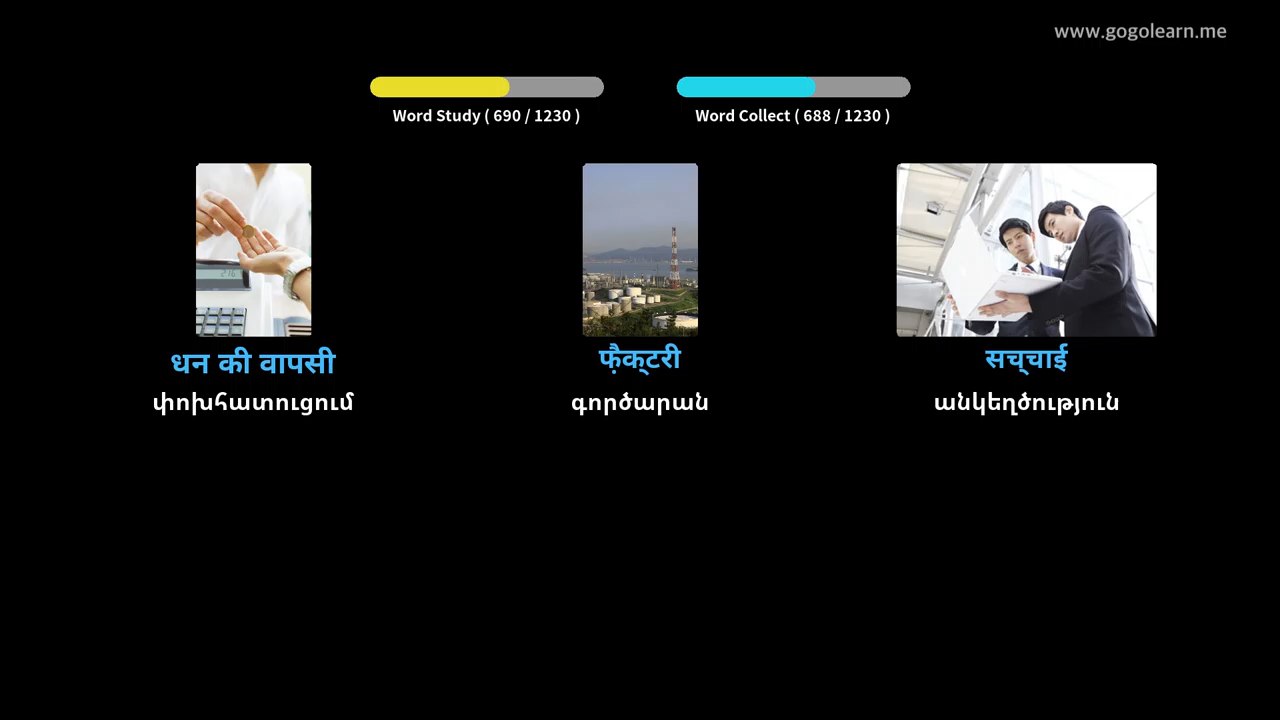 www.gogolearn.me
Word Study ( 690 / 1230 )
Word Collect ( 688 / 1230 )
धन की वापसी
फ़ैक्टरी
सच्चाई
փոխհատուցում
գործարան
անկեղծություն